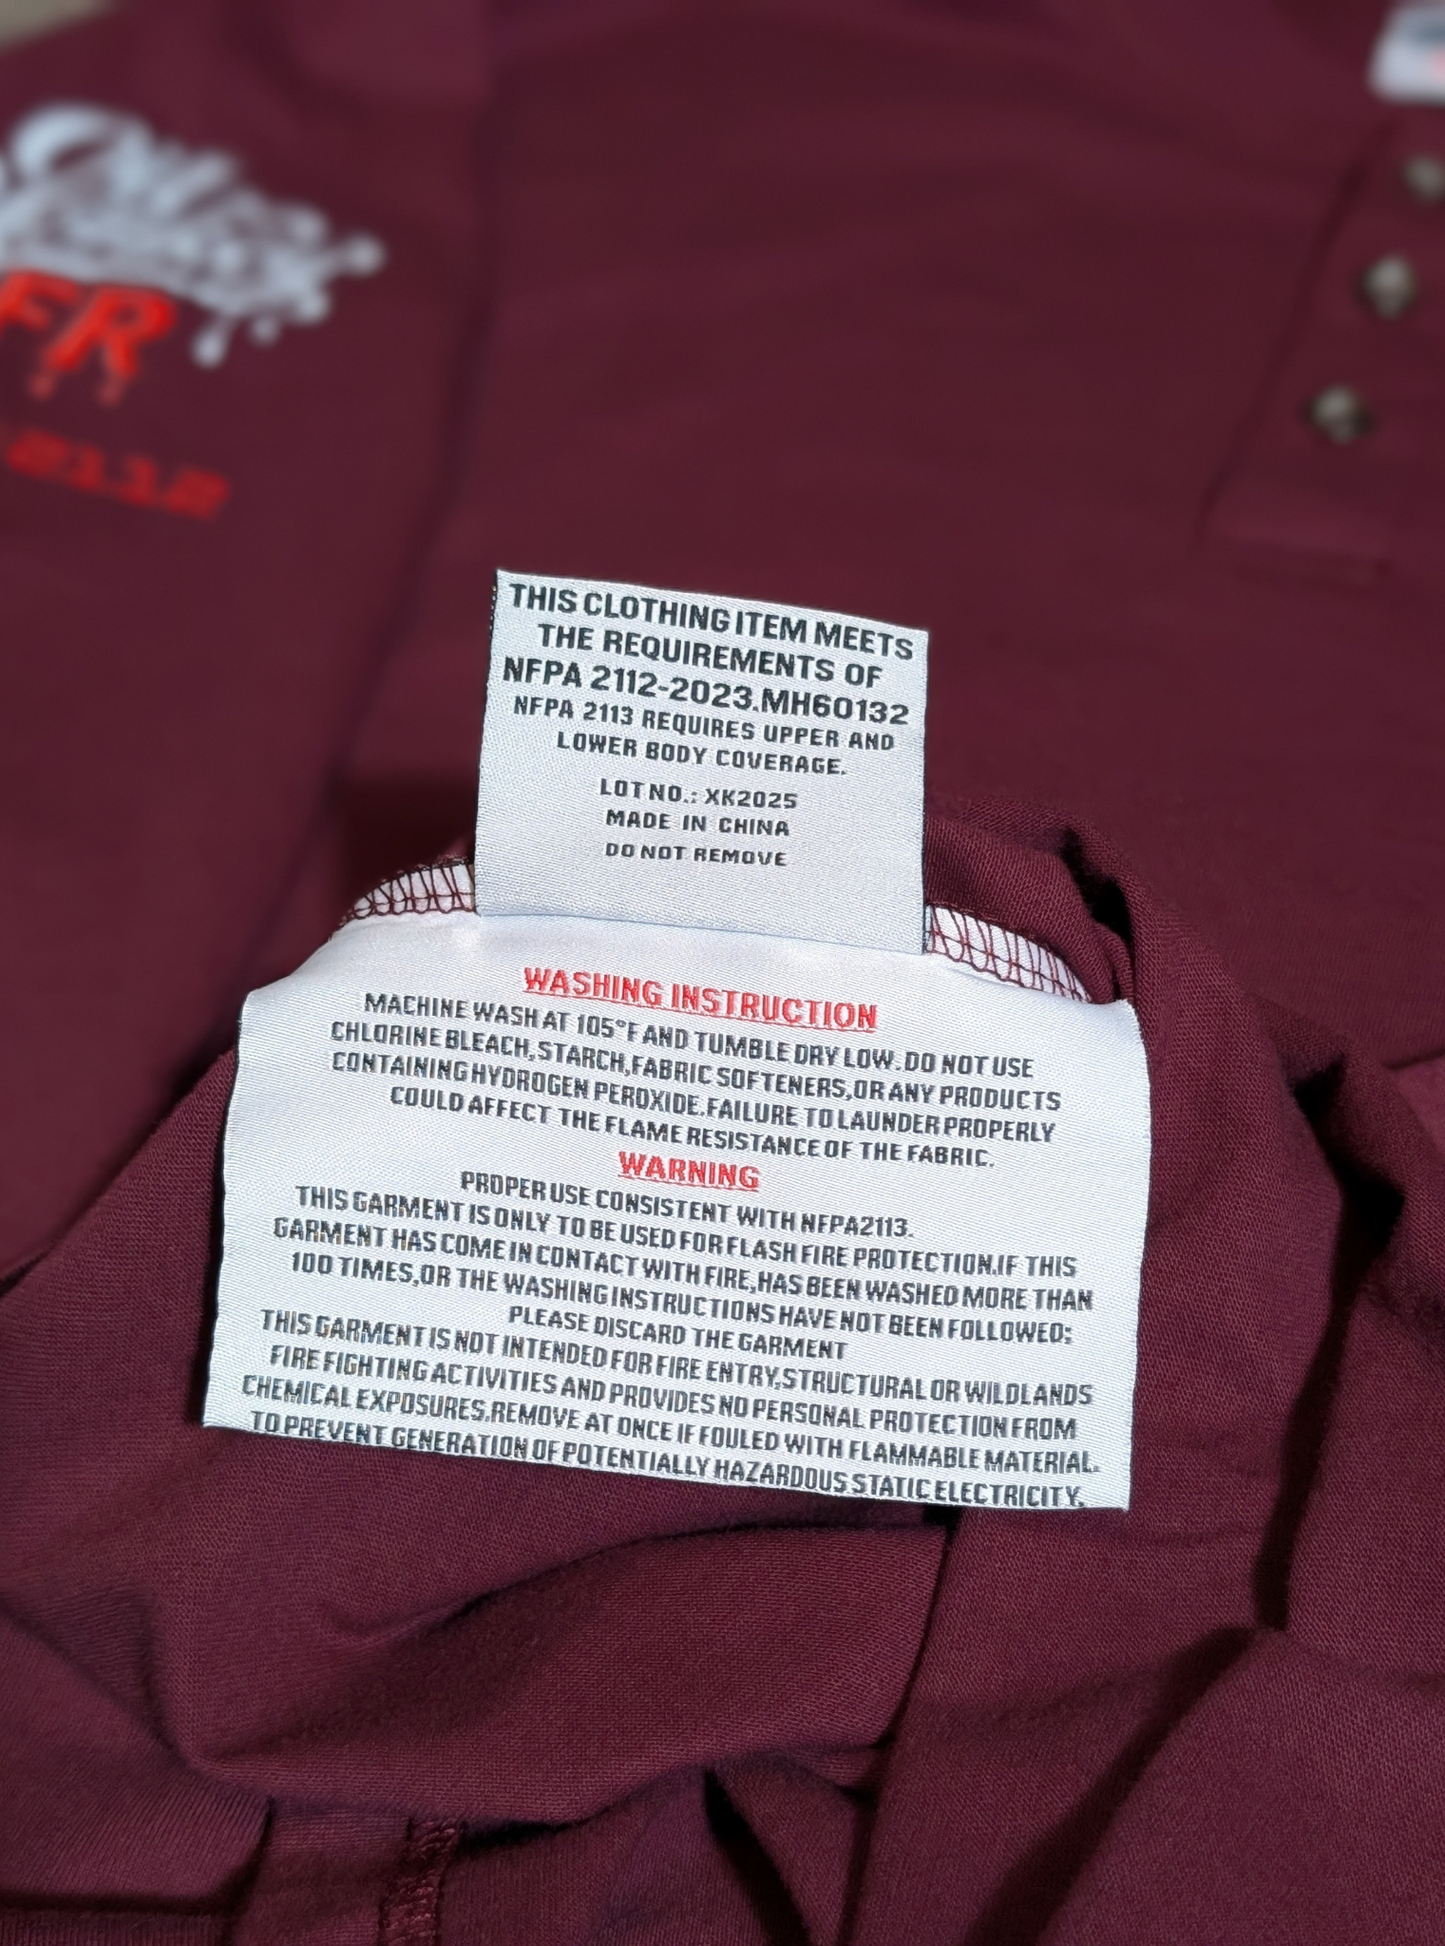 FR
2112
THIS CLOTHING ITEM MEETS
THE REQUIREMENTS OF
NFPA 2112-2023.MH60132
NFPA 2113 REQUIRES UPPER AND
LOWER BODY COVERAGE.
LOT NO.: XK2025
MADE IN CHINA
DO NOT REMOVE
WASHING INSTRUCTION
MACHINE WASH AT 105°F AND TUMBLE DRY LOW. DO NOT USE
CHLORINE BLEACH,STARCH,FABRIC SOFTENERS,OR ANY PRODUCTS
CONTAINING HYDROGEN PEROXIDE.FAILURE TO LAUNDER PROPERLY
COULD AFFECT THE FLAME RESISTANCE OF THE FABRIC.
WARNING
PROPER USE CONSISTENT WITH NFPA2113.
THIS GARMENT IS ONLY TO BE USED FOR FLASH FIRE PROTECTION.IF THIS
GARMENT HAS COME IN CONTACT WITH FIRE,HAS BEEN WASHED MORE THAN
100 TIMES,OR THE WASHING INSTRUCTIONS HAVE NOT BEEN FOLLOWED;
PLEASE DISCARD THE GARMENT
THIS GARMENT IS NOT INTENDED FOR FIRE ENTRY,STRUCTURAL OR WILDLANDS
FIRE FIGHTING ACTIVITIES AND PROVIDES NO PERSONAL PROTECTION FROM
CHEMICAL EXPOSURES.REMOVE AT ONCE IF FOULED WITH FLAMMABLE MATERIAL.
TO PREVENT GENERATION OF POTENTIALLY HAZARDOUS STATIC ELECTRICITY.